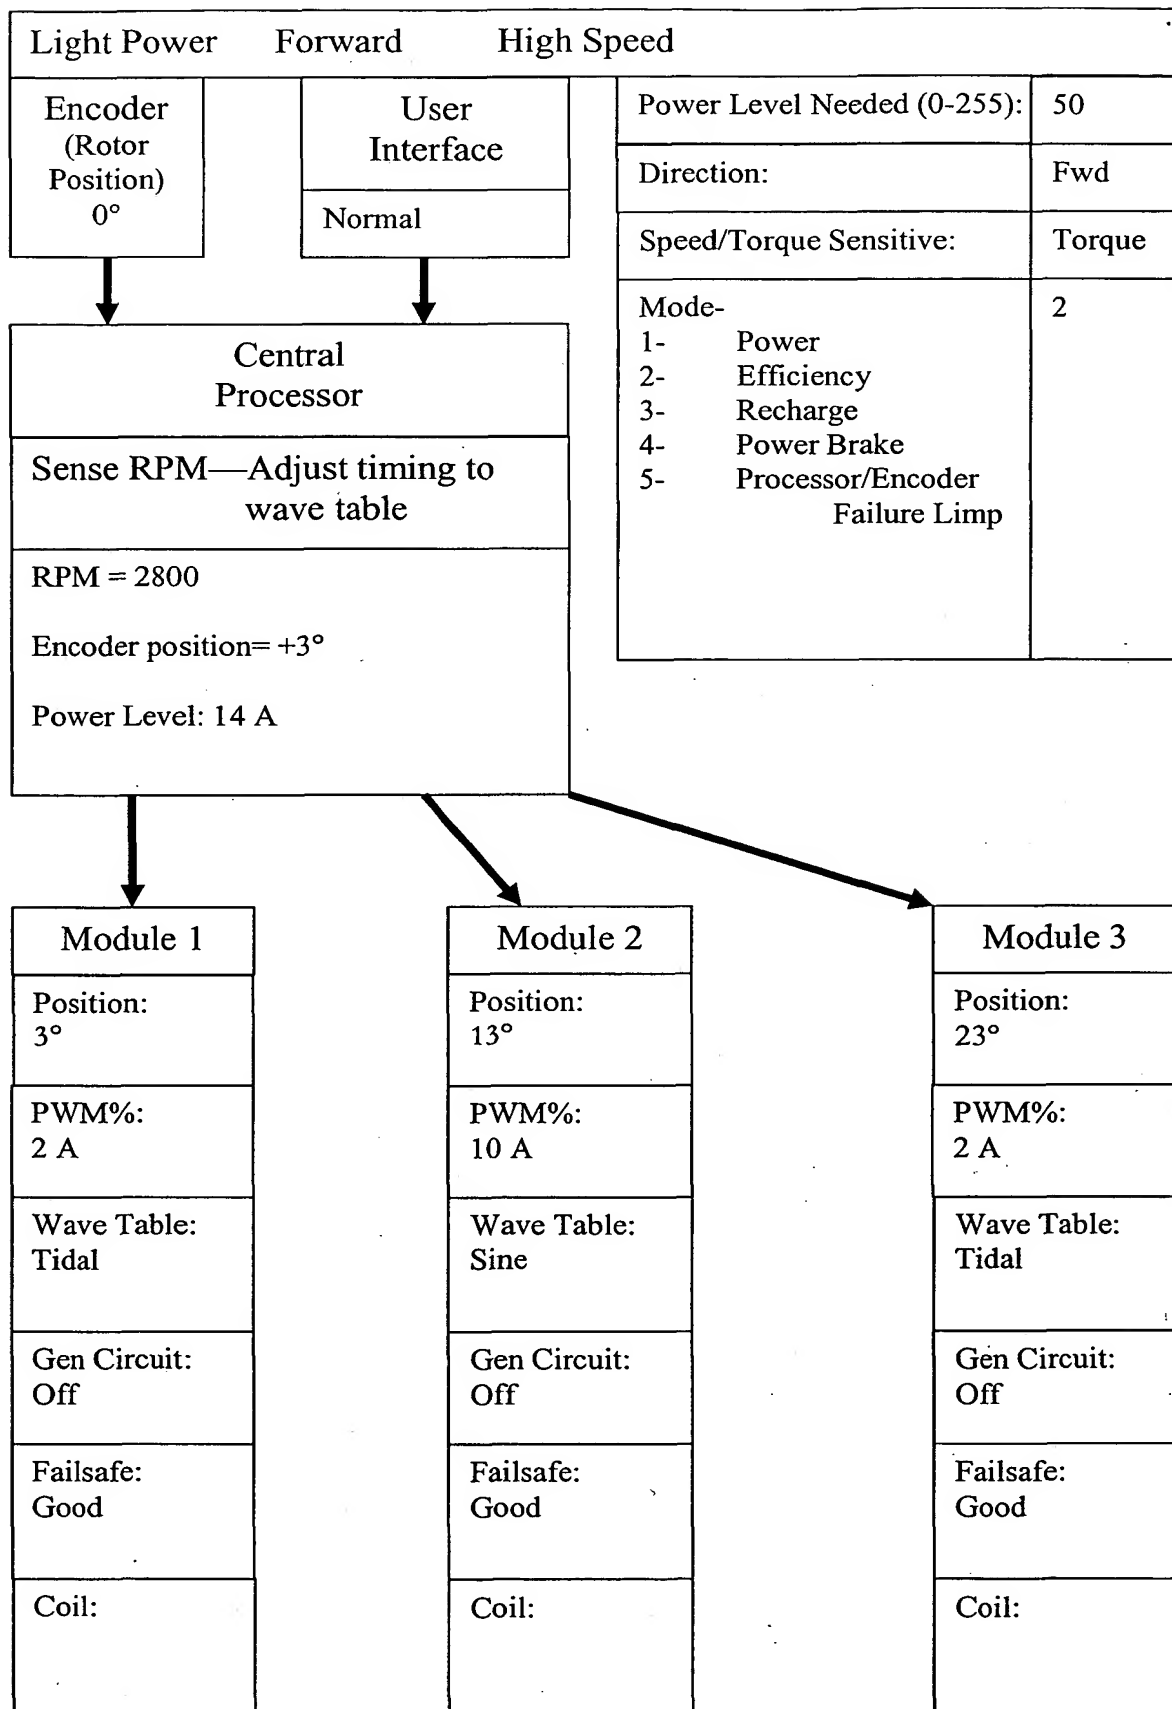 Light Power Forward High Speed
Encoder
(Rotor
Position)
0°
User
Interface
Normal
Power Level Needed (0-255): 50
Direction: Fwd
Speed/Torque Sensitive: Torque
Mode- 2
1- Power
2- Efficiency
3- Recharge
4- Power Brake
5- Processor/Encoder
Failure Limp
Central
Processor
Sense RPM—Adjust timing to
wave table
RPM = 2800
Encoder position= +3°
Power Level: 14 A
Module 1
Position:
3°
PWM%:
2 A
Wave Table:
Tidal
Gen Circuit:
Off
Failsafe:
Good
Coil:
Module 2
Position:
13°
PWM%:
10 A
Wave Table:
Sine
Gen Circuit:
Off
Failsafe:
Good
Coil:
Module 3
Position:
23°
PWM%:
2 A
Wave Table:
Tidal
Gen Circuit:
Off
Failsafe:
Good
Coil: